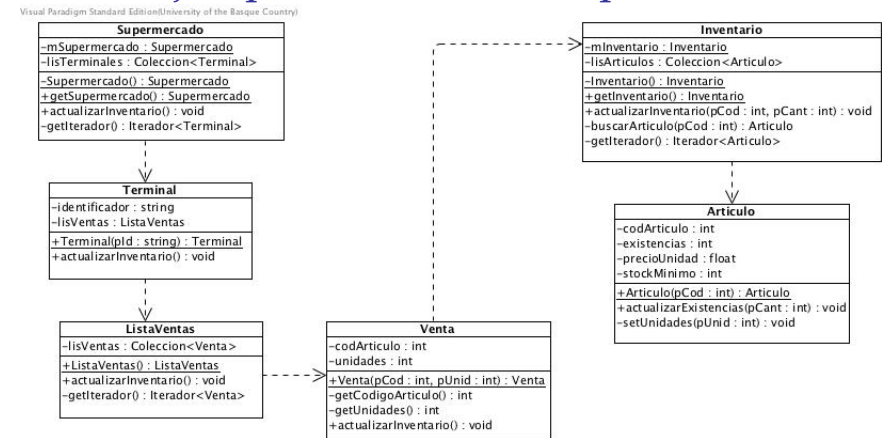 Visual Paradigm Standard Edition(University of the Basque Country)
Supermercado
-mSupermercado : Supermercado
-lisTerminales : Coleccion<Terminal>
-Supermercado() : Supermercado
+getSupermercado() : Supermercado
+actualizarInventario() : void
-getIterador() : Iterador<Terminal>
Terminal
-identificador : string
-lisVentas : ListaVentas
+Terminal(pId : string) : Terminal
+actualizarInventario() : void
ListaVentas
-lisVentas : Coleccion<Venta>
+ListaVentas() : ListaVentas
+actualizarInventario() : void
-getIterador() : Iterador<Venta>
Venta
-codArticulo : int
-unidades : int
+Venta(pCod : int, pUnid : int) : Venta
-getCodigoArticulo() : int
-getUnidades() : int
+actualizarInventario() : void
Inventario
-mInventario : Inventario
-lisArticulos : Coleccion<Articulo>
-Inventario() : Inventario
+getInventario() : Inventario
+actualizarInventario(pCod : int, pCant : int) : void
-buscarArticulo(pCod : int) : Articulo
-getIterador() : Iterador<Articulo>
Articulo
-codArticulo : int
-existencias : int
-precioUnidad : float
-stockMinimo : int
+Articulo(pCod : int) : Articulo
+actualizarExistencias(pCant : int) : void
-setUnidades(pUnid : int) : void